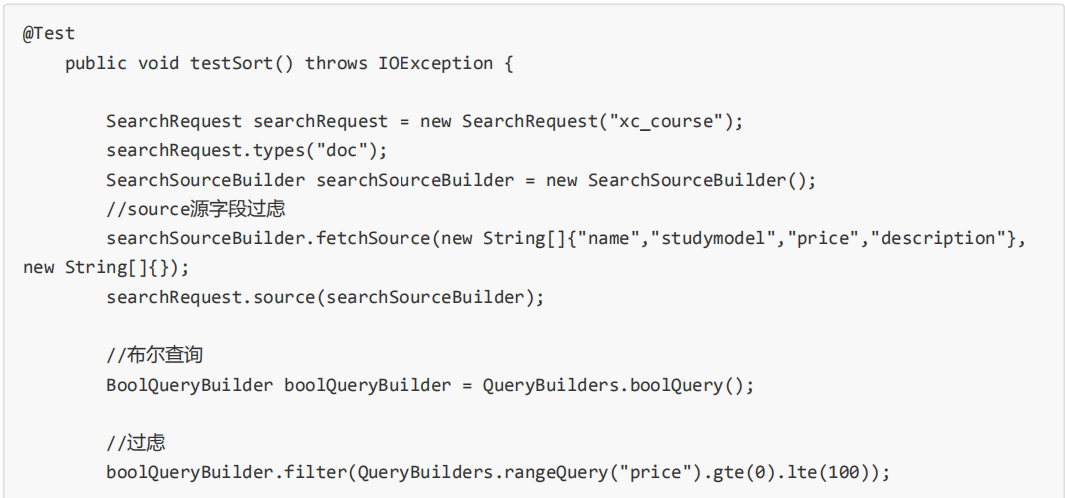 @Test
    public void testSort() throws IOException {
        SearchRequest searchRequest = new SearchRequest("xc_course");
        searchRequest.types("doc");
        SearchSourceBuilder searchSourceBuilder = new SearchSourceBuilder();
        //source源字段过虑
        searchSourceBuilder.fetchSource(new String[]{"name","studymodel","price","description"},
new String[]{});
        searchRequest.source(searchSourceBuilder);
        //布尔查询
        BoolQueryBuilder boolQueryBuilder = QueryBuilders.boolQuery();
        //过虑
        boolQueryBuilder.filter(QueryBuilders.rangeQuery("price").gte(0).lte(100));